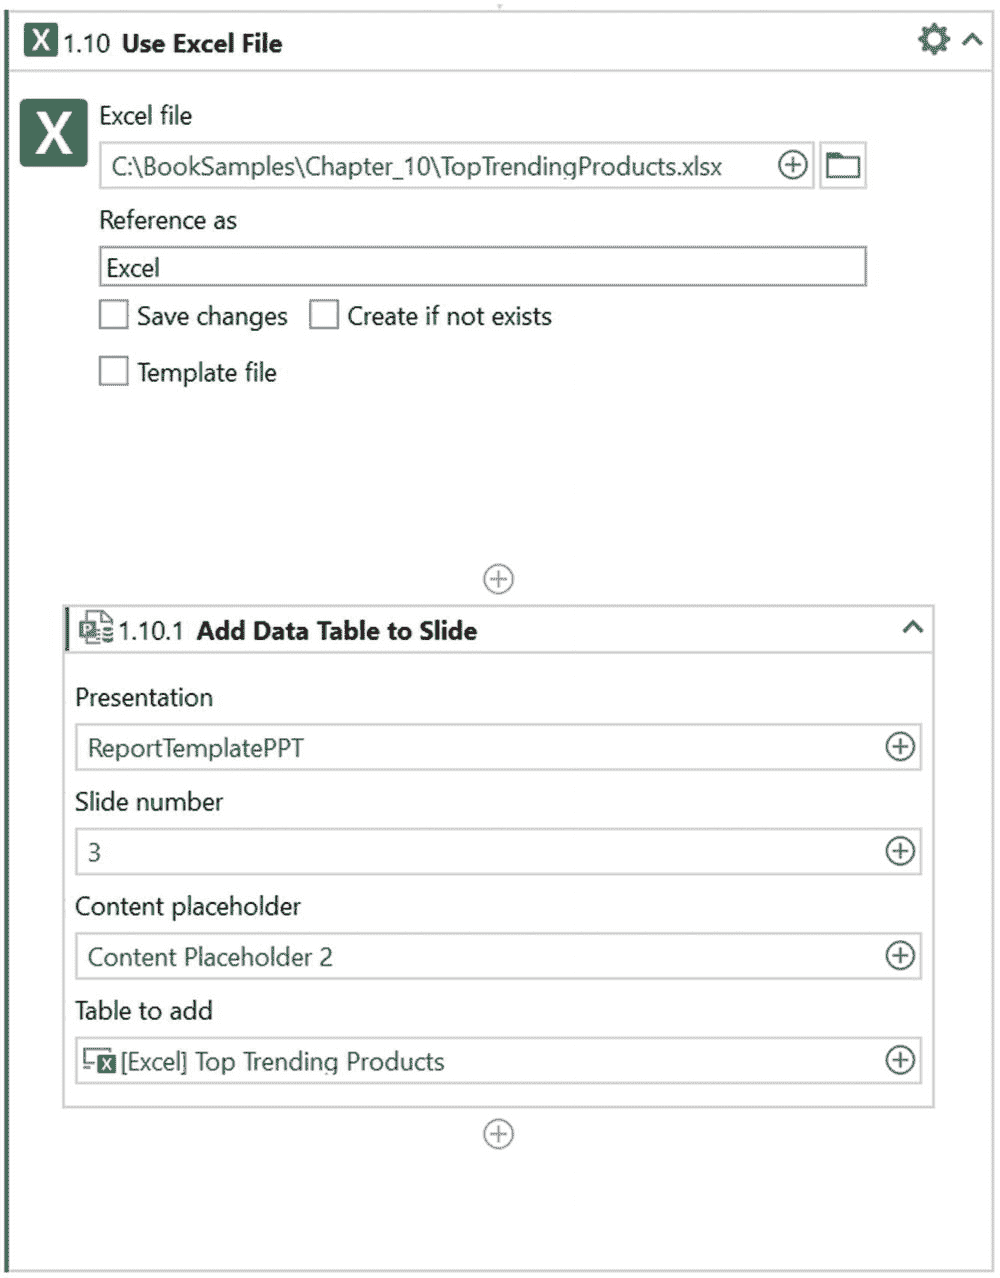 X 1.10 Use Excel File
X
Excel file
C:\BookSamples\Chapter_10\TopTrendingProducts.xlsx
Reference as
Excel
Save changes Create if not exists
Template file
1.10.1 Add Data Table to Slide
Presentation
ReportTemplatePPT
Slide number
3
Content placeholder
Content Placeholder 2
Table to add
X [Excel] Top Trending Products